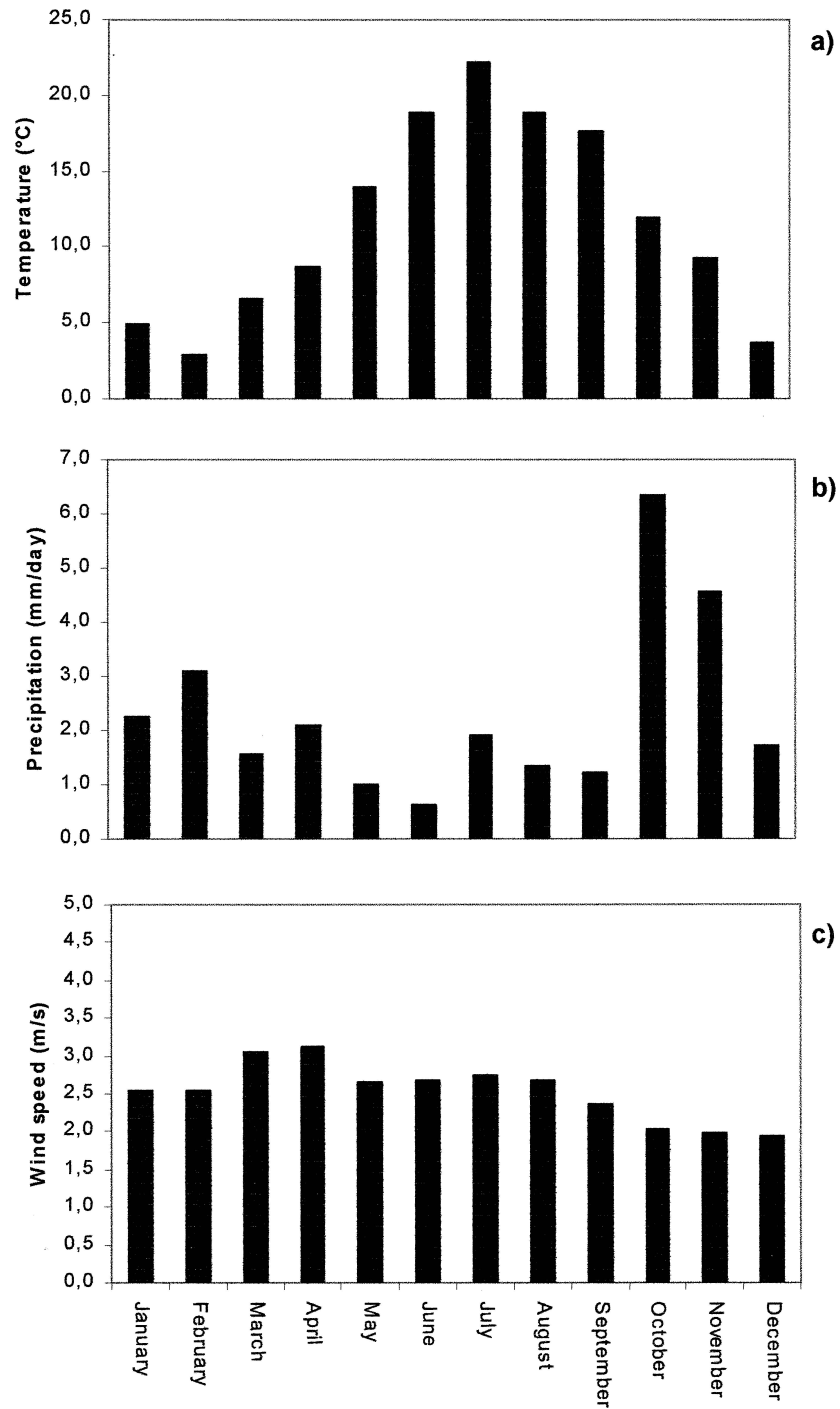 a)
Temperature (°C)
25,0
20,0
15,0
10,0
5,0
0,0
b)
Precipitation (mm/day)
7,0
6,0
5,0
4,0
3,0
2,0
1,0
0,0
c)
Wind speed (m/s)
5,0
4,5
4,0
3,5
3,0
2,5
2,0
1,5
1,0
0,5
0,0
January
February
March
April
May
June
July
August
September
October
November
December